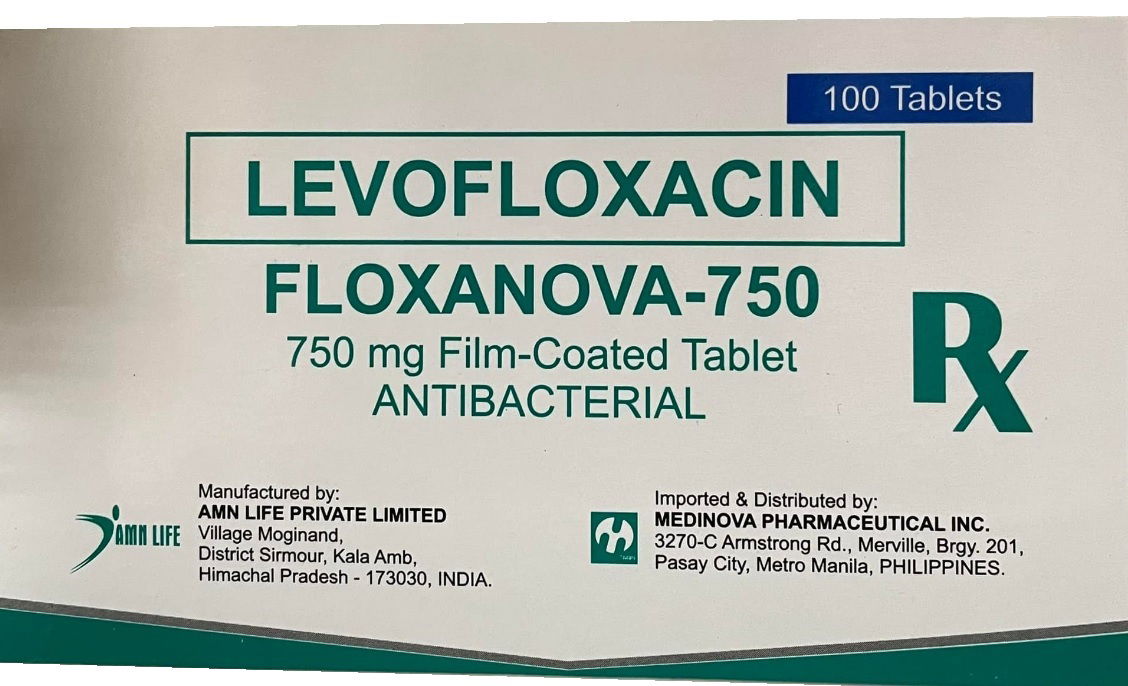 100 Tablets
LEVOFLOXACIN
FLOXANOVA-750
750 mg Film-Coated Tablet
ANTIBACTERIAL
Rx
AMN LIFE
Manufactured by:
AMN LIFE PRIVATE LIMITED
Village Moginand,
District Sirmour, Kala Amb,
Himachal Pradesh - 173030, INDIA.
Imported & Distributed by:
MEDINOVA PHARMACEUTICAL INC.
3270-C Armstrong Rd., Merville, Brgy. 201,
Pasay City, Metro Manila, PHILIPPINES.